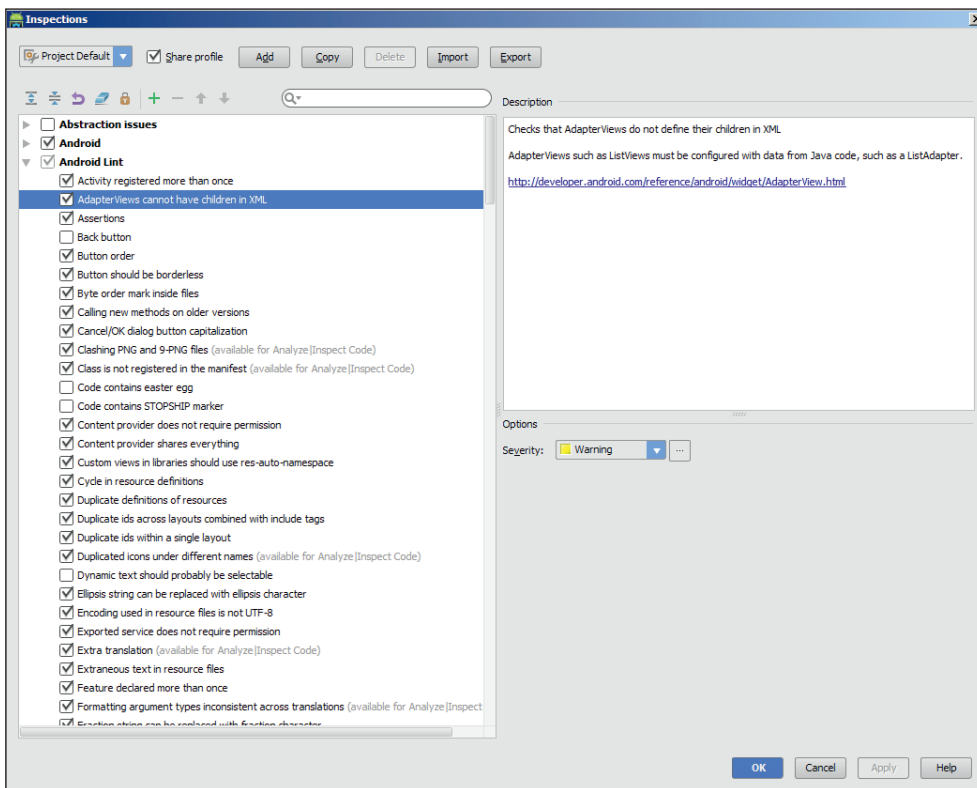 Inspections
Project Default
Share profile
Add
Copy
Delete
Import
Export
Abstraction issues
Android
Android Lint
Activity registered more than once
AdapterViews cannot have children in XML
Assertions
Back button
Button order
Button should be borderless
Byte order mark inside files
Calling new methods on older versions
Cancel/OK dialog button capitalization
Clashing PNG and 9-PNG files (available for Analyze|Inspect Code)
Class is not registered in the manifest (available for Analyze|Inspect Code)
Code contains easter egg
Code contains STOPSHIP marker
Content provider does not require permission
Content provider shares everything
Custom views in libraries should use res-auto-namespace
Cycle in resource definitions
Duplicate definitions of resources
Duplicate ids across layouts combined with include tags
Duplicate ids within a single layout
Duplicated icons under different names (available for Analyze|Inspect Code)
Dynamic text should probably be selectable
Ellipsis string can be replaced with ellipsis character
Encoding used in resource files is not UTF-8
Exported service does not require permission
Extra translation (available for Analyze|Inspect Code)
Extraneous text in resource files
Feature declared more than once
Formatting argument types inconsistent across translations (available for Analyze|Inspect
Fraction string can be replaced with fraction character
Description
Checks that AdapterViews do not define their children in XML
AdapterViews such as ListViews must be configured with data from Java code, such as a ListAdapter.
http://developer.android.com/reference/android/widget/AdapterView.html
Options
Severity:
Warning
...
OK
Cancel
Apply
Help